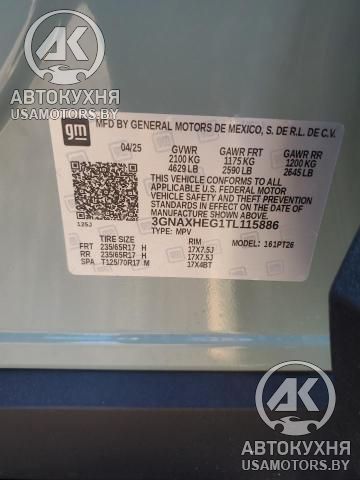 AK
АВТОКУХНЯ
USAMOTORS.BY
gm
MFD BY GENERAL MOTORS DE MEXICO, S. DE R.L. DE C.V.
04/25 GVWR GAWR FRT GAWR RR
2100 KG 1175 KG 1200 KG
4629 LB 2590 LB 2645 LB
THIS VEHICLE CONFORMS TO ALL
APPLICABLE U.S. FEDERAL MOTOR
VEHICLE SAFETY AND THEFT
PREVENTION STANDARDS IN EFFECT ON
THE DATE OF MANUFACTURE SHOWN ABOVE.
3GNAXHEG1TL115886
125J TYPE: MPV
TIRE SIZE RIM MODEL: 161PT26
FRT 235/65R17 H 17X7.5J
RR 235/65R17 H 17X7.5J
SPA T125/70R17 M 17X4BT
AK
АВТОКУХНЯ
USAMOTORS.BY